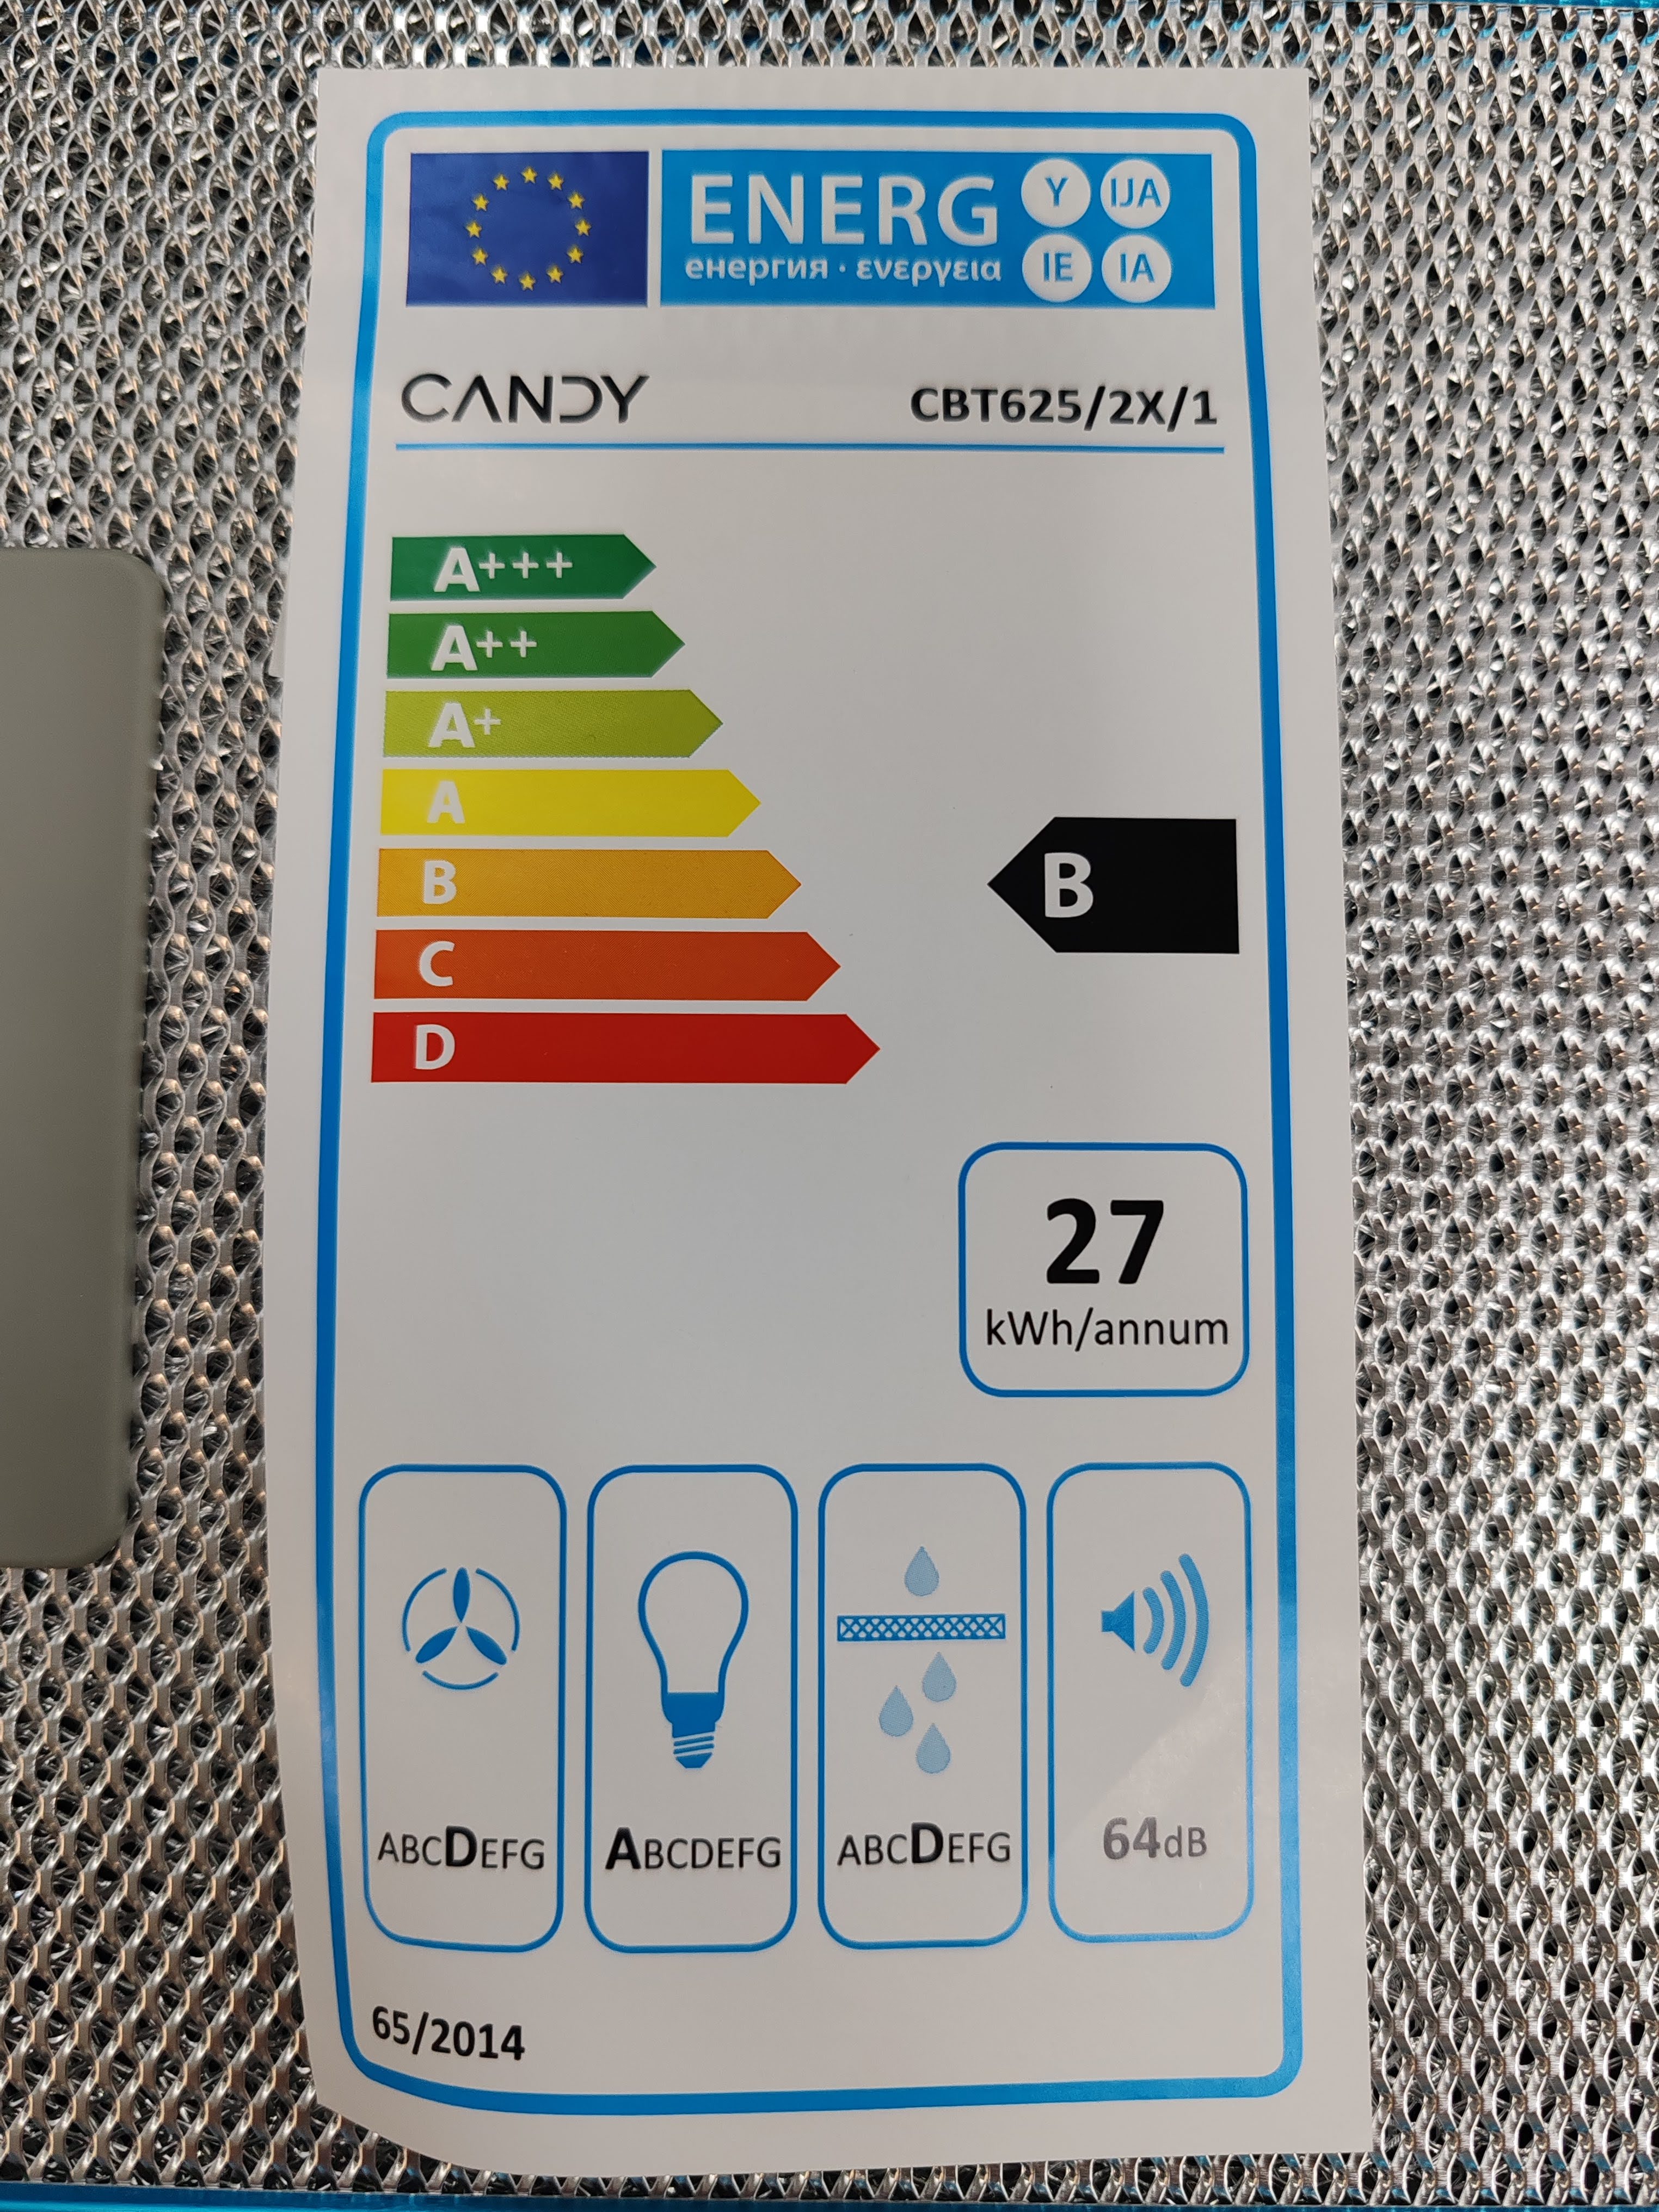 ENERG Y IJA
енергия · ενεργεια IE IA
CANDY CBT625/2X/1
A+++
A++
A+
A
B
B
C
D
27
kWh/annum
ABCDEFG ABCDEFG ABCDEFG 64dB
65/2014